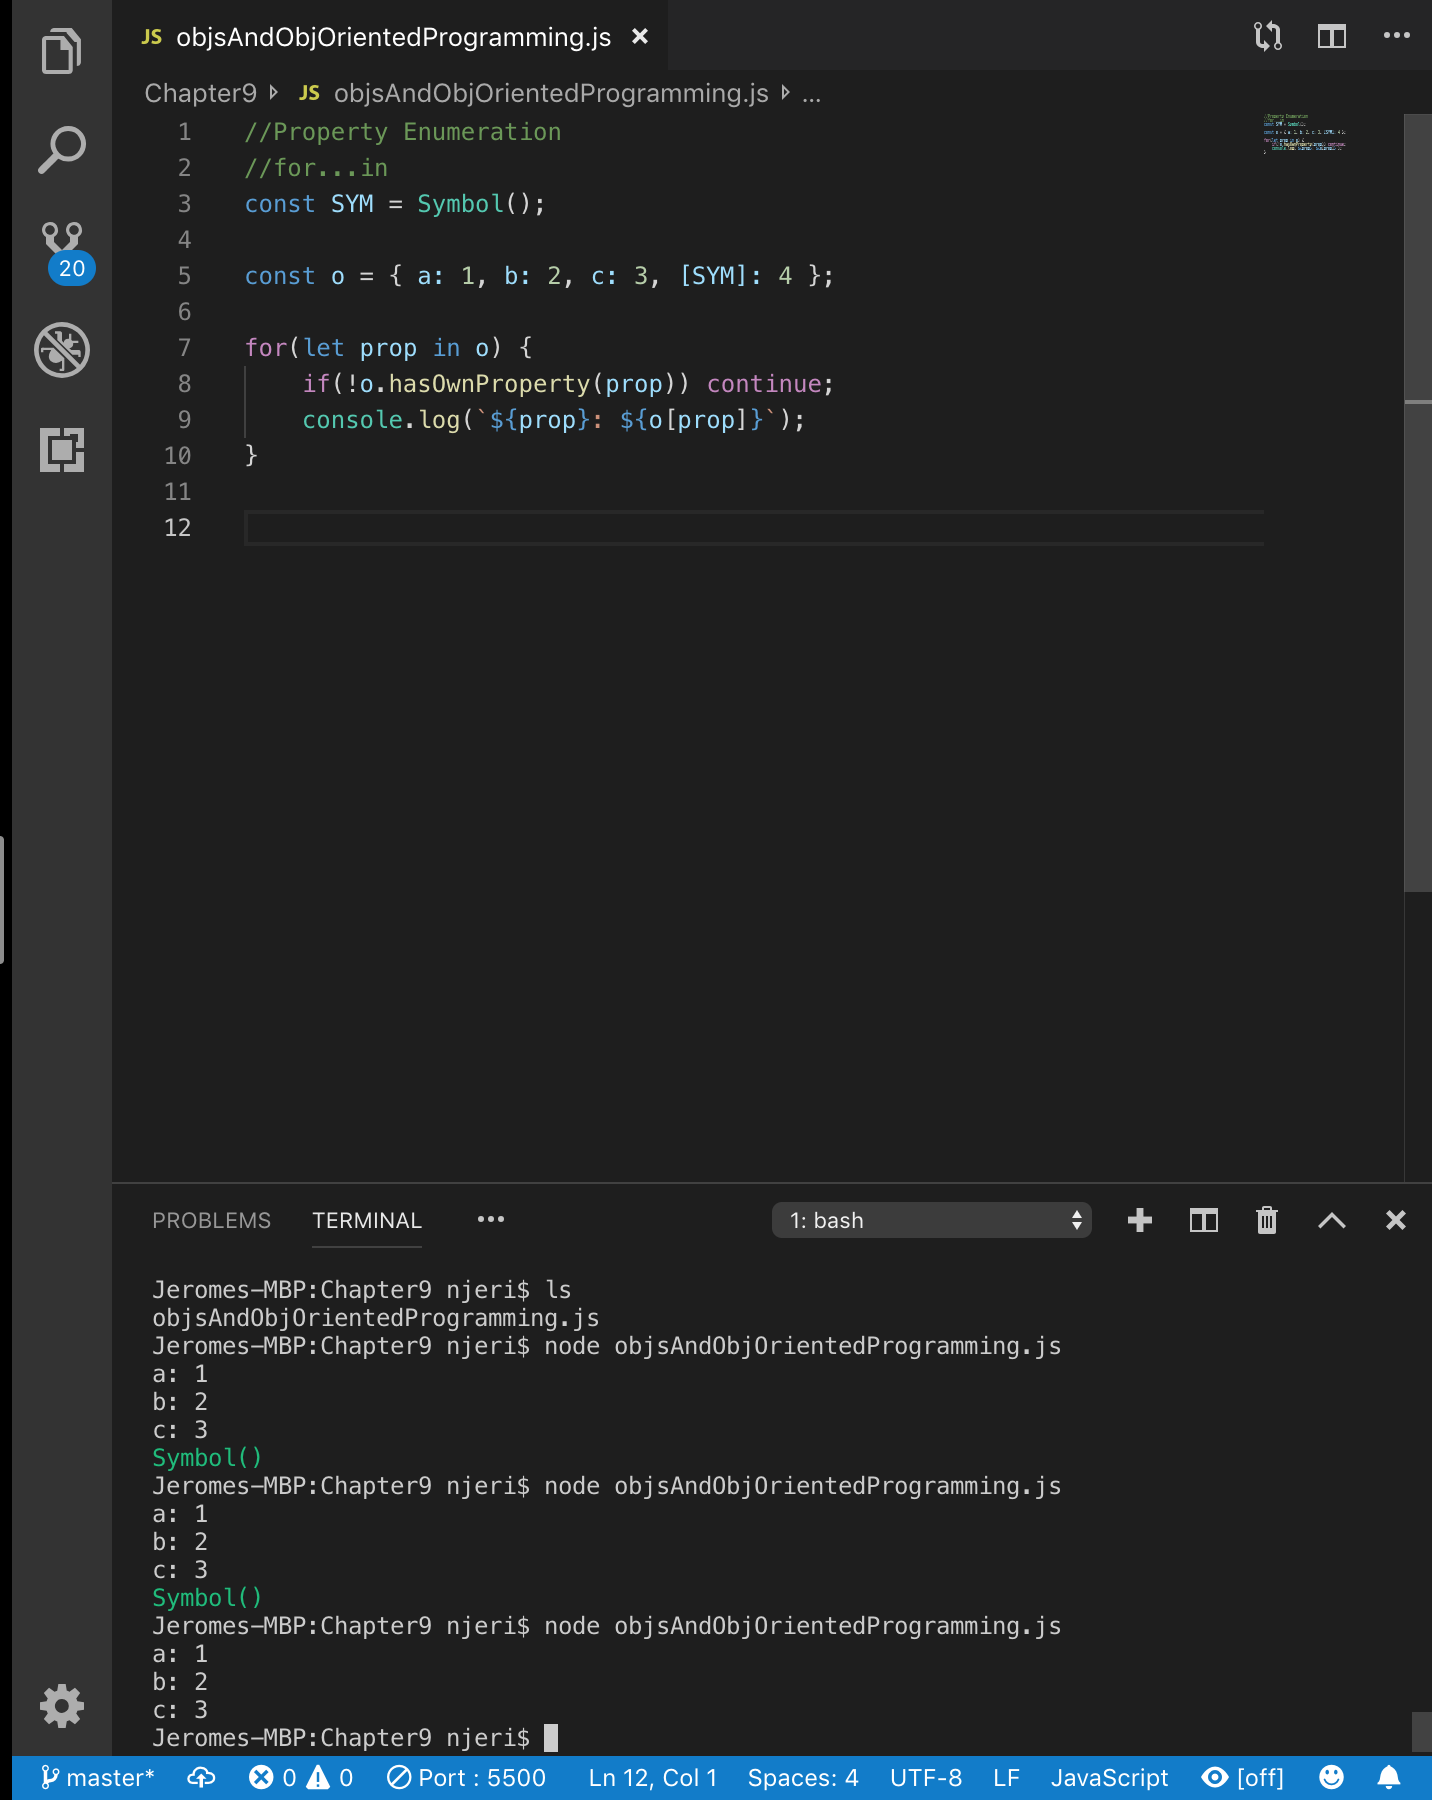 JS objsAndObjOrientedProgramming.js ×
Chapter9 JS objsAndObjOrientedProgramming.js ...
1 //Property Enumeration
2 //for...in
3 const SYM = Symbol();
4
5 const o = { a: 1, b: 2, c: 3, [SYM]: 4 };
6
7 for(let prop in o) {
8     if(!o.hasOwnProperty(prop)) continue;
9     console.log(`${prop}: ${o[prop]}`);
10 }
11
12
20
PROBLEMS TERMINAL ••• 1: bash
Jeromes-MBP:Chapter9 njeri$ ls
objsAndObjOrientedProgramming.js
Jeromes-MBP:Chapter9 njeri$ node objsAndObjOrientedProgramming.js
a: 1
b: 2
c: 3
Symbol()
Jeromes-MBP:Chapter9 njeri$ node objsAndObjOrientedProgramming.js
a: 1
b: 2
c: 3
Symbol()
Jeromes-MBP:Chapter9 njeri$ node objsAndObjOrientedProgramming.js
a: 1
b: 2
c: 3
Jeromes-MBP:Chapter9 njeri$
master* 0 0 Port : 5500 Ln 12, Col 1 Spaces: 4 UTF-8 LF JavaScript [off]